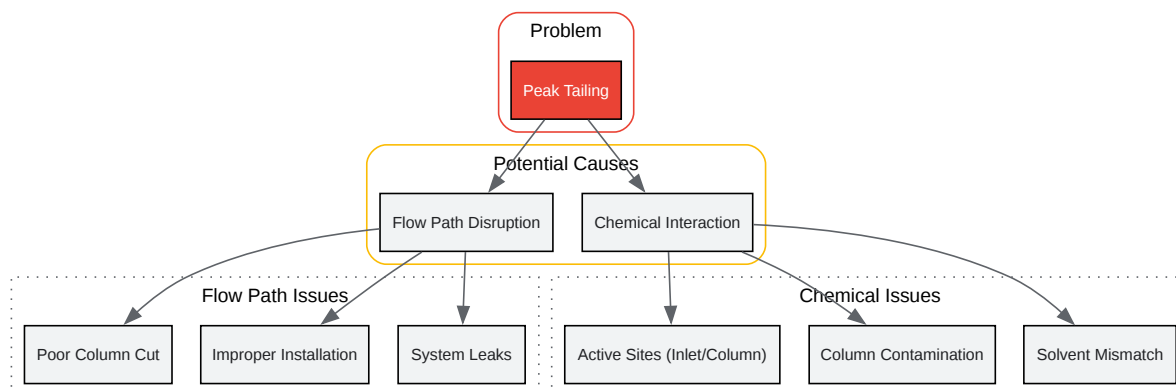 Problem
Peak Tailing
Potential Causes
Flow Path Disruption
Chemical Interaction
Flow Path Issues
Chemical Issues
Poor Column Cut
Improper Installation
System Leaks
Active Sites (Inlet/Column)
Column Contamination
Solvent Mismatch